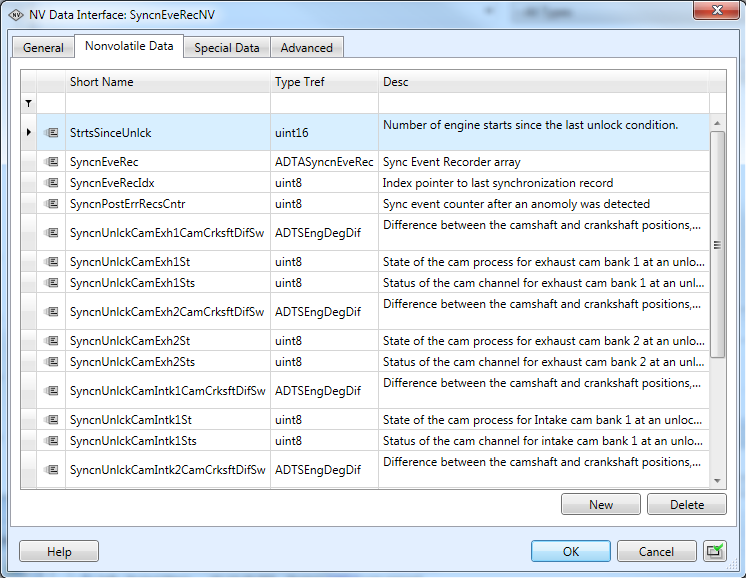 NV Data Interface: SyncnEveRecNV
General Nonvolatile Data Special Data Advanced
Short Name Type Tref Desc
StrtsSinceUnlck uint16 Number of engine starts since the last unlock condition.
SyncnEveRec ADTASyncnEveRec Sync Event Recorder array
SyncnEveRecIdx uint8 Index pointer to last synchronization record
SyncnPostErrRecsCntr uint8 Sync event counter after an anomoly was detected
SyncnUnlckCamExh1CamCrksftDifSw ADTSEngDegDif Difference between the camshaft and crankshaft positions,...
SyncnUnlckCamExh1St uint8 State of the cam process for exhaust cam bank 1 at an unlo...
SyncnUnlckCamExh1Sts uint8 Status of the cam channel for exhaust cam bank 1 at an unl...
SyncnUnlckCamExh2CamCrksftDifSw ADTSEngDegDif Difference between the camshaft and crankshaft positions,...
SyncnUnlckCamExh2St uint8 State of the cam process for exhaust cam bank 2 at an unlo...
SyncnUnlckCamExh2Sts uint8 Status of the cam channel for exhaust cam bank 2 at an unl...
SyncnUnlckCamIntk1CamCrksftDifSw ADTSEngDegDif Difference between the camshaft and crankshaft positions,...
SyncnUnlckCamIntk1St uint8 State of the cam process for Intake cam bank 1 at an unloc...
SyncnUnlckCamIntk1Sts uint8 Status of the cam channel for intake cam bank 1 at an unl...
SyncnUnlckCamIntk2CamCrksftDifSw ADTSEngDegDif Difference between the camshaft and crankshaft positions,...
New Delete
Help OK Cancel